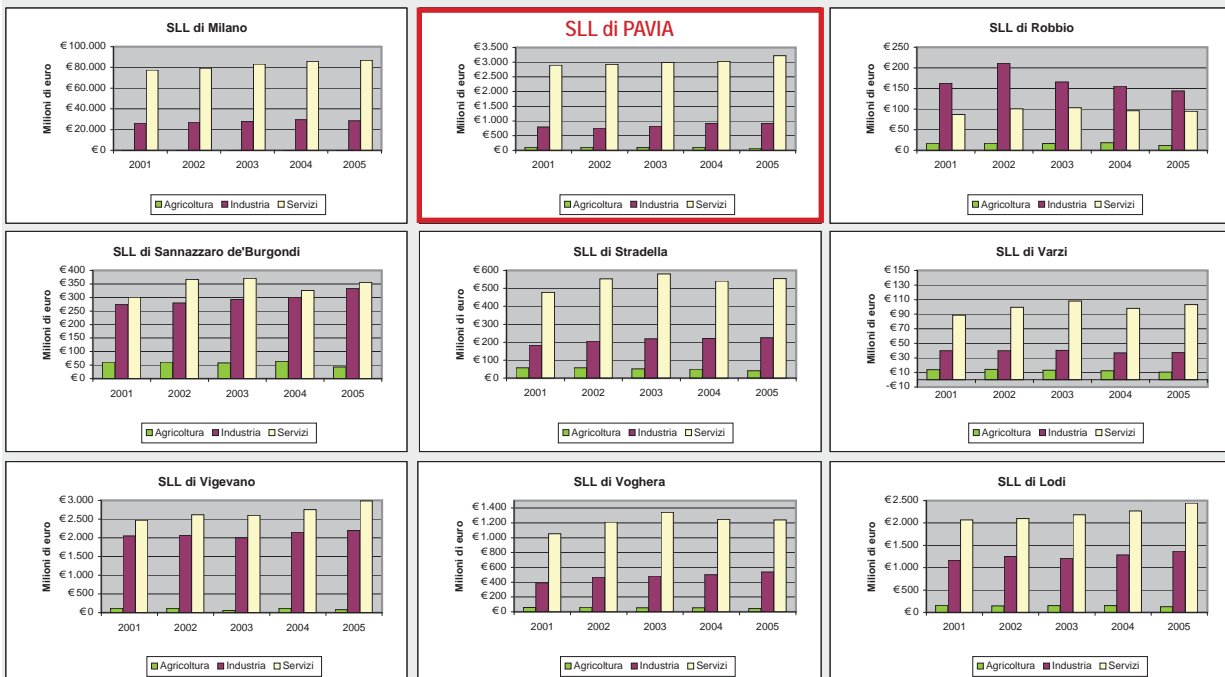 SLL di Milano
€100.000
€80.000
€60.000
€40.000
€20.000
€0
Milioni di euro
2001 2002 2003 2004 2005
Agricoltura Industria Servizi
SLL di PAVIA
€3.500
€3.000
€2.500
€2.000
€1.500
€1.000
€500
€0
Milioni di euro
2001 2002 2003 2004 2005
Agricoltura Industria Servizi
SLL di Robbio
€250
€200
€150
€100
€50
€0
Milioni di euro
2001 2002 2003 2004 2005
Agricoltura Industria Servizi
SLL di Sannazzaro de'Burgondi
€400
€350
€300
€250
€200
€150
€100
€50
€0
Milioni di euro
2001 2002 2003 2004 2005
Agricoltura Industria Servizi
SLL di Stradella
€600
€500
€400
€300
€200
€100
€0
Milioni di euro
2001 2002 2003 2004 2005
Agricoltura Industria Servizi
SLL di Varzi
€150
€130
€110
€90
€70
€50
€30
€10
-€10
Milioni di euro
2001 2002 2003 2004 2005
Agricoltura Industria Servizi
SLL di Vigevano
€3.000
€2.500
€2.000
€1.500
€1.000
€500
€0
Milioni di euro
2001 2002 2003 2004 2005
Agricoltura Industria Servizi
SLL di Voghera
€1.400
€1.200
€1.000
€800
€600
€400
€200
€0
Milioni di euro
2001 2002 2003 2004 2005
Agricoltura Industria Servizi
SLL di Lodi
€2.500
€2.000
€1.500
€1.000
€500
€0
Milioni di euro
2001 2002 2003 2004 2005
Agricoltura Industria Servizi